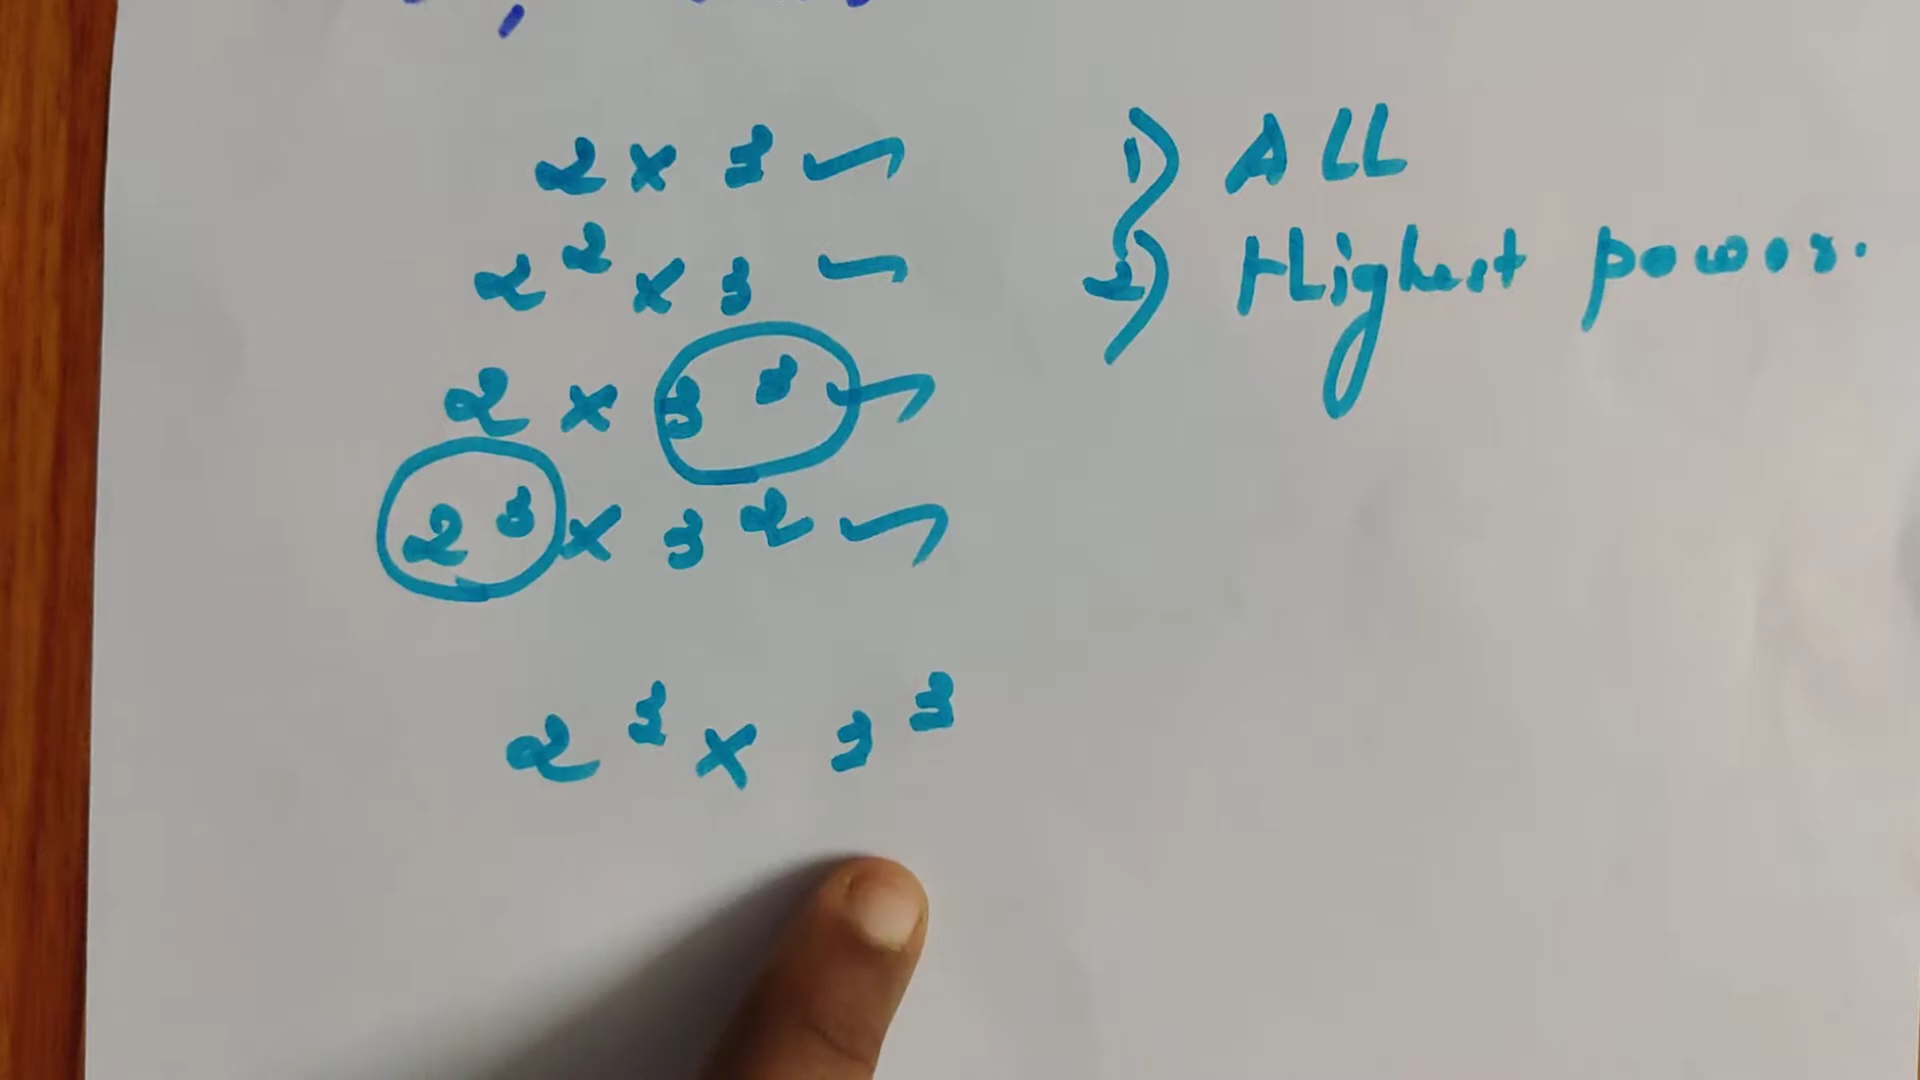 2 × 3
2² × 3
2 × 3³
2³ × 3²
2³ × 3³
1) ALL
2) Highest power.